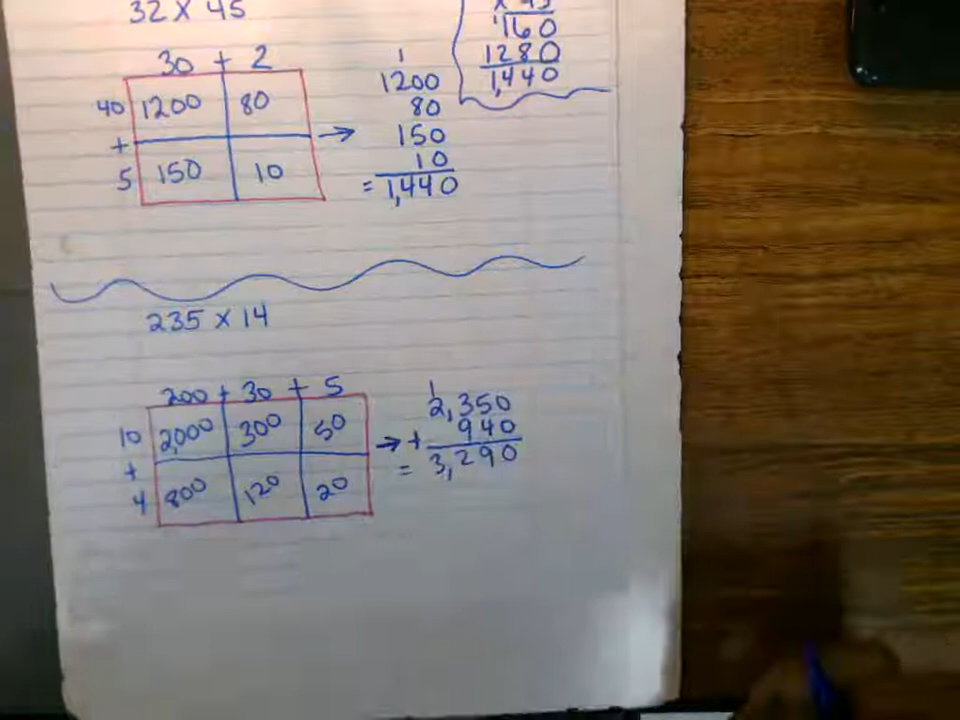 32 X 45
30 + 2
40 1200 80
+
5 150 10
→
1
1200
80
150
10
= 1,440
160
1280
1,440
235 X 14
200 + 30 + 5
10 2,000 300 50
+
4 800 120 20
→
1
2,350
+ 940
= 3,290